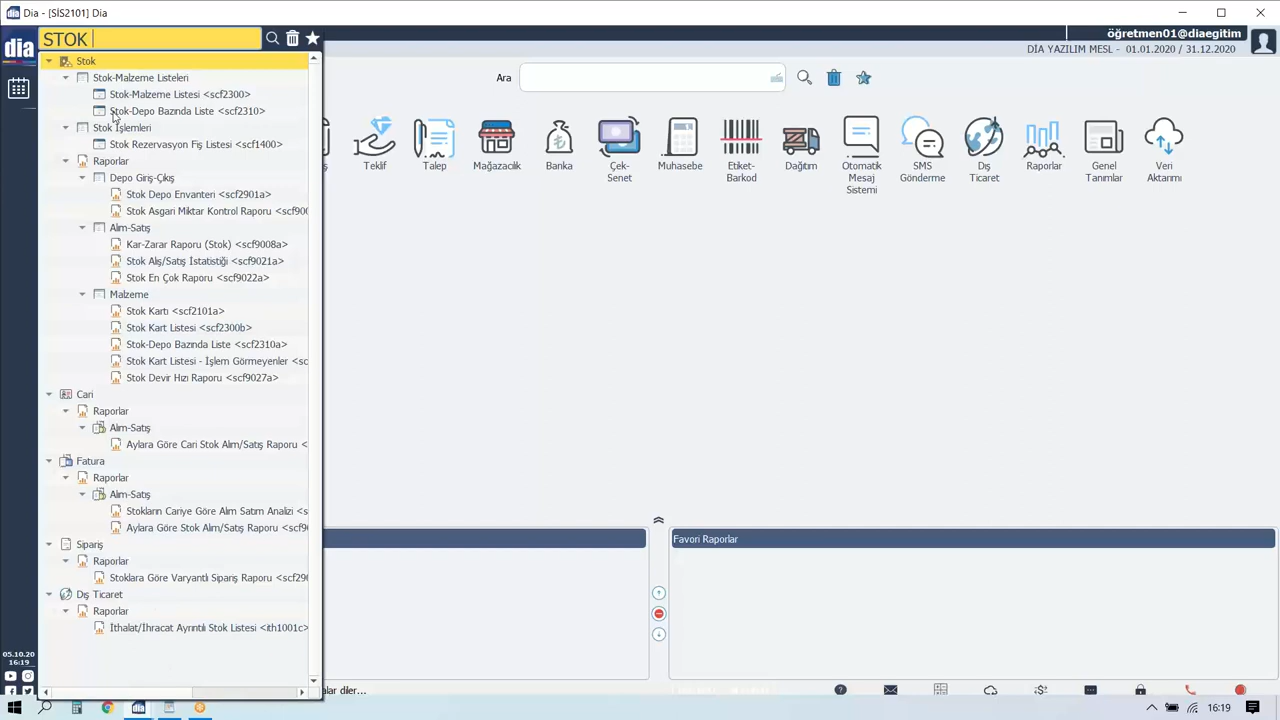 Dia - [SİS2101] Dia
STOK
öğretmen01@diaegitim
DİA YAZILIM MESL - 01.01.2020 / 31.12.2020
dia
Ara
Stok
Stok-Malzeme Listeleri
Stok-Malzeme Listesi <scf2300>
Stok-Depo Bazında Liste <scf2310>
Stok İşlemleri
Stok Rezervasyon Fiş Listesi <scf1400>
Raporlar
Depo Giriş-Çıkış
Stok Depo Envanteri <scf2901a>
Stok Asgari Miktar Kontrol Raporu <scf900
Alım-Satış
Kar-Zarar Raporu (Stok) <scf9008a>
Stok Alış/Satış İstatistiği <scf9021a>
Stok En Çok Raporu <scf9022a>
Malzeme
Stok Kartı <scf2101a>
Stok Kart Listesi <scf2300b>
Stok-Depo Bazında Liste <scf2310a>
Stok Kart Listesi - İşlem Görmeyenler <sc
Stok Devir Hızı Raporu <scf9027a>
Cari
Raporlar
Alım-Satış
Aylara Göre Cari Stok Alım/Satış Raporu <
Fatura
Raporlar
Alım-Satış
Stokların Cariye Göre Alım Satım Analizi <s
Aylara Göre Stok Alım/Satış Raporu <scf9
Sipariş
Raporlar
Stoklara Göre Varyantlı Sipariş Raporu <scf29
Dış Ticaret
Raporlar
İthalat/İhracat Ayrıntılı Stok Listesi <ith1001c>
ş
Teklif
Talep
Mağazacılık
Banka
Çek-
Senet
Muhasebe
Etiket-
Barkod
Dağıtım
Otomatik
Mesaj
Sistemi
SMS
Gönderme
Dış
Ticaret
Raporlar
Genel
Tanımlar
Veri
Aktarımı
Favori Raporlar
05.10.20
16:19
alar diler...
16:19